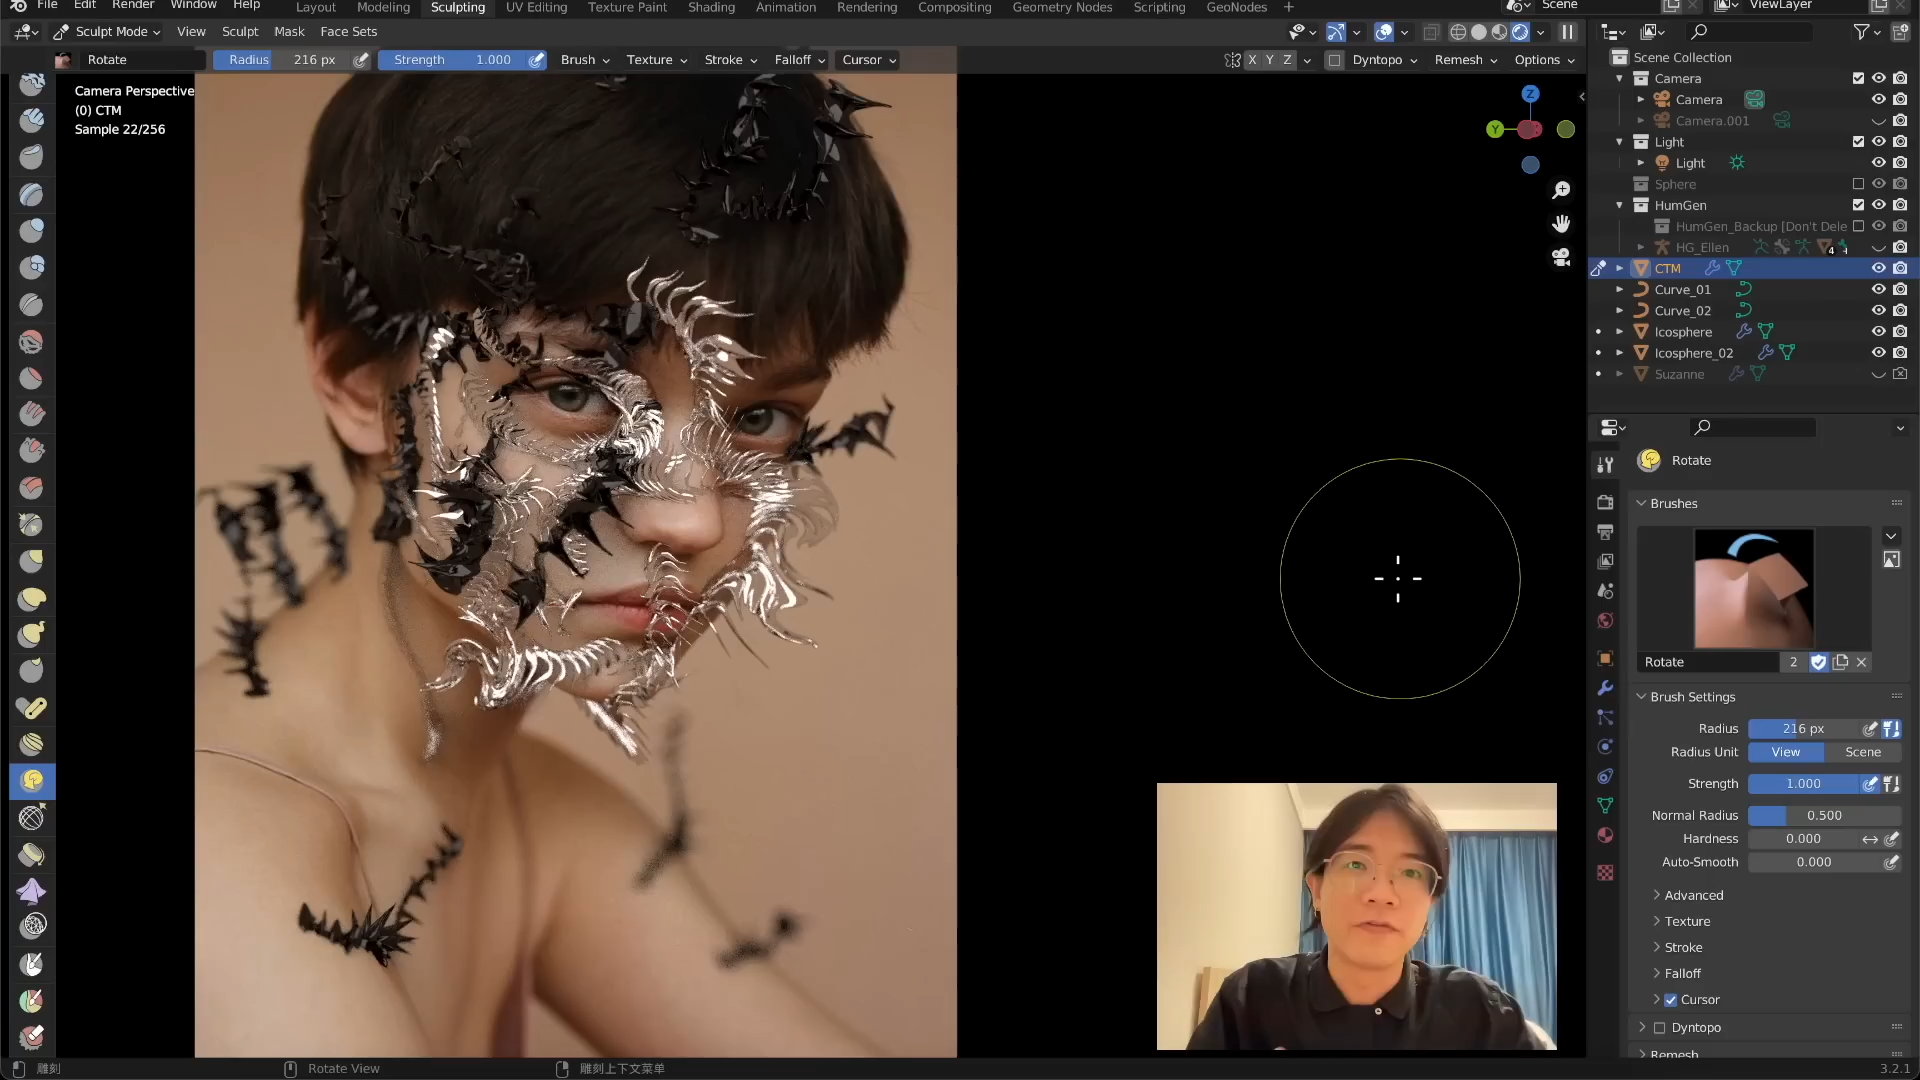 File Edit Render Window Help Layout Modeling Sculpting UV Editing Texture Paint Shading Animation Rendering Compositing Geometry Nodes Scripting GeoNodes + Scene ViewLayer
Sculpt Mode View Sculpt Mask Face Sets
Rotate Radius 216 px Strength 1.000 Brush Texture Stroke Falloff Cursor X Y Z Dyntopo Remesh Options
Camera Perspective
(0) CTM
Sample 22/256
Z
Y
Scene Collection
Camera
Camera
Camera.001
Light
Light
Sphere
HumGen
HumGen_Backup [Don't Dele
HG_Ellen 4
CTM
Curve_01
Curve_02
Icosphere
Icosphere_02
Suzanne
Rotate
Brushes
Rotate 2
Brush Settings
Radius 216 px
Radius Unit View Scene
Strength 1.000
Normal Radius 0.500
Hardness 0.000
Auto-Smooth 0.000
Advanced
Texture
Stroke
Falloff
Cursor
Dyntopo
Remesh
雕刻 Rotate View 雕刻上下文菜单 3.2.1